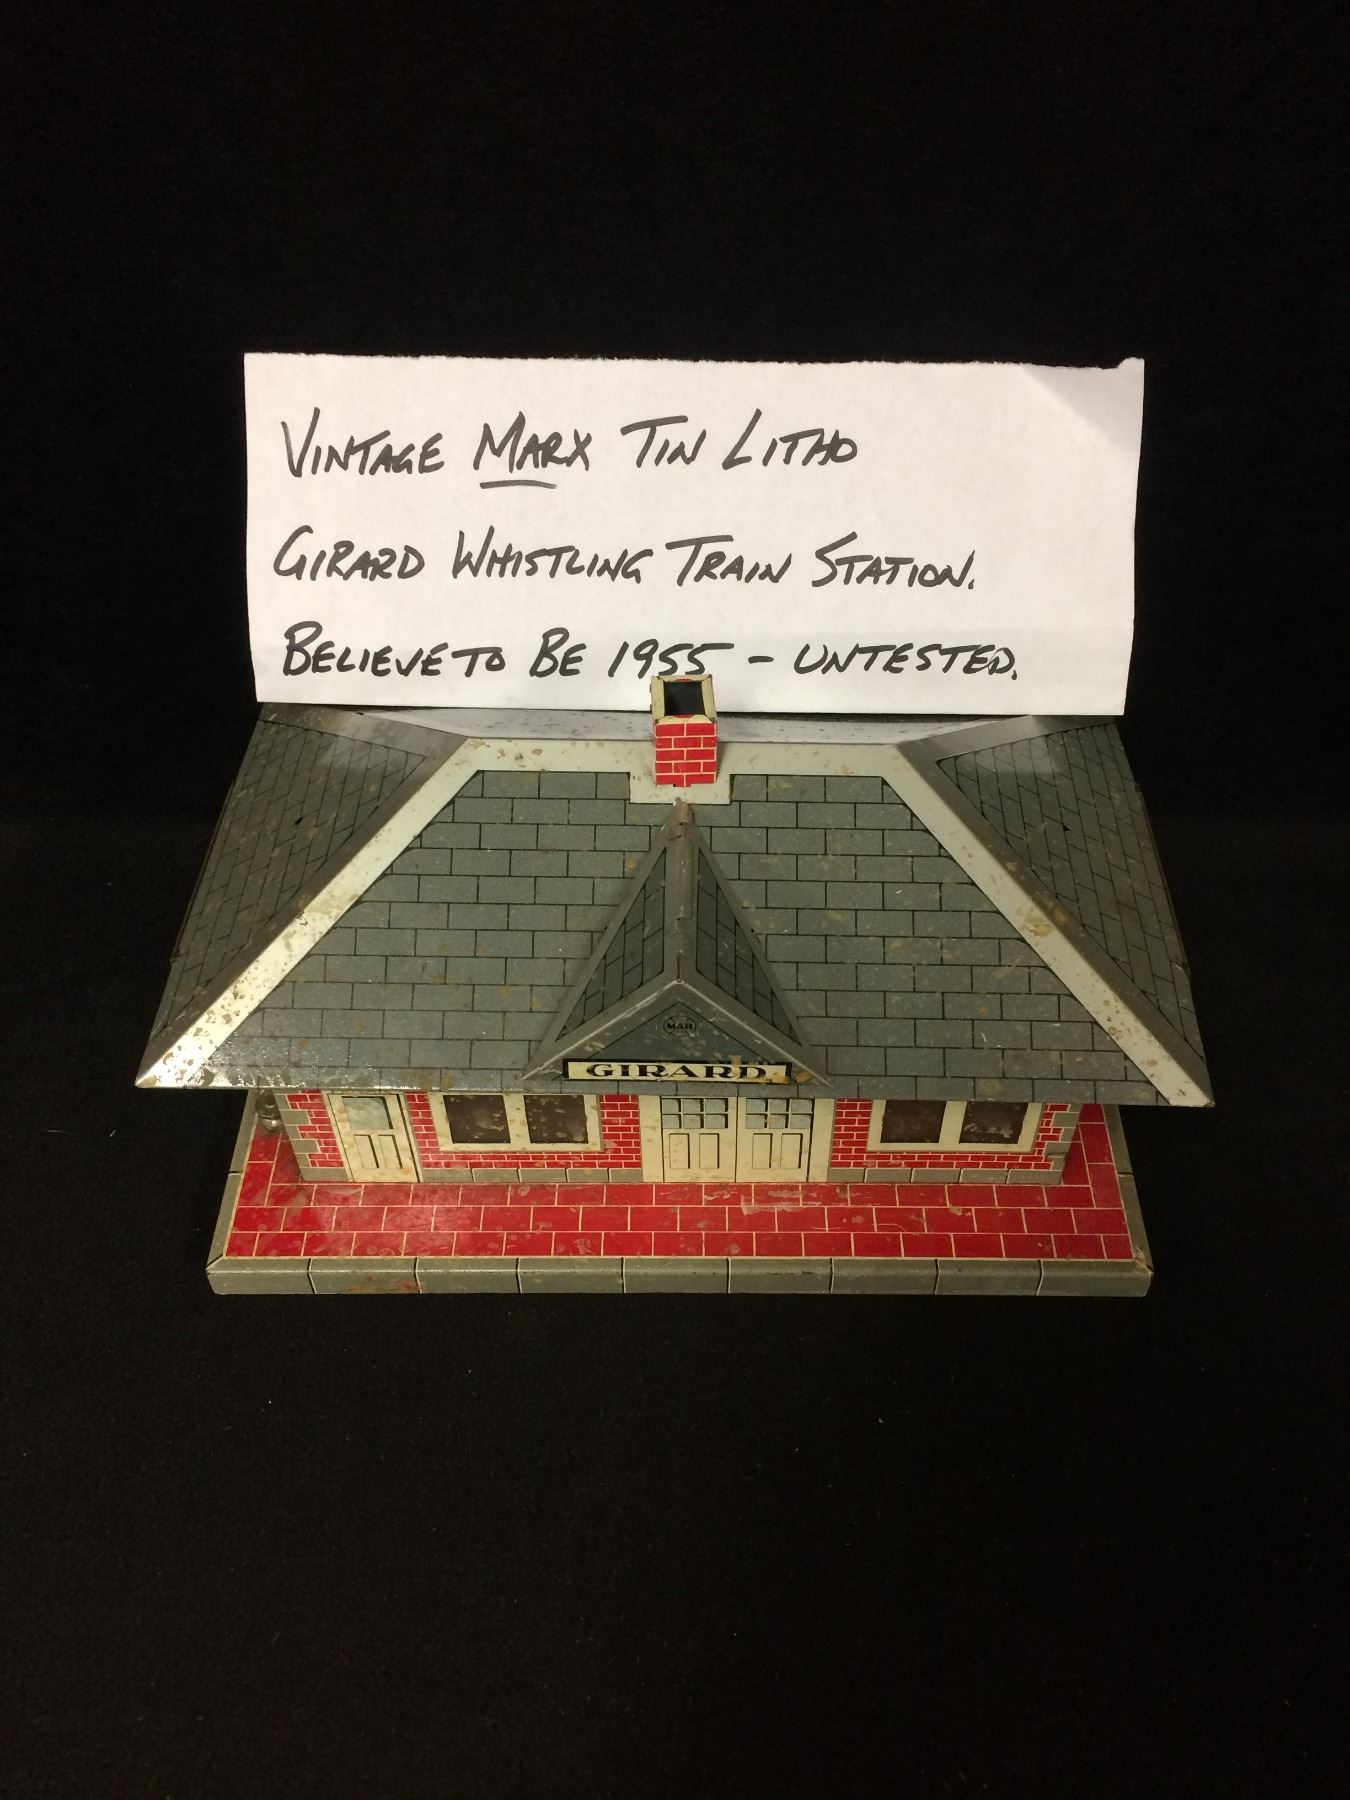 VINTAGE MARX TIN LITHO
GIRARD WHISTLING TRAIN STATION.
BELIEVE TO BE 1955 - UNTESTED.
MAR
GIRARD